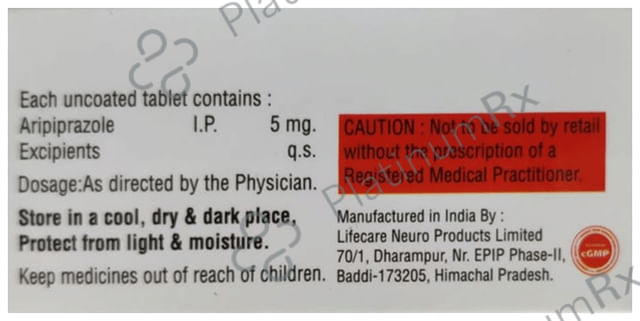 Each uncoated tablet contains :
Aripiprazole I.P. 5 mg.
Excipients q.s.
Dosage:As directed by the Physician.
Store in a cool, dry & dark place,
Protect from light & moisture.
Keep medicines out of reach of children.
CAUTION : Not to be sold by retail
without the prescription of a
Registered Medical Practitioner.
Manufactured in India By :
Lifecare Neuro Products Limited
70/1, Dharampur, Nr. EPIP Phase-II,
Baddi-173205, Himachal Pradesh.
cGMP
PlatinumRx